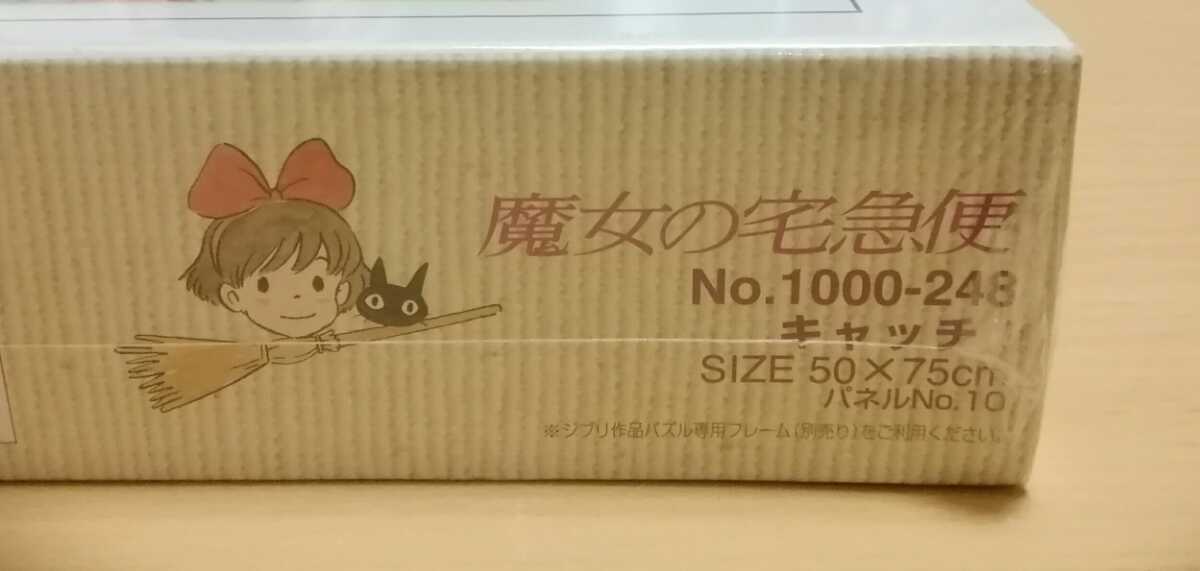 魔女の宅急便
No.1000-248
キャッチ
SIZE 50×75cm
パネルNo.10
※ジブリ作品パズル専用フレーム(別売り)をご利用ください。